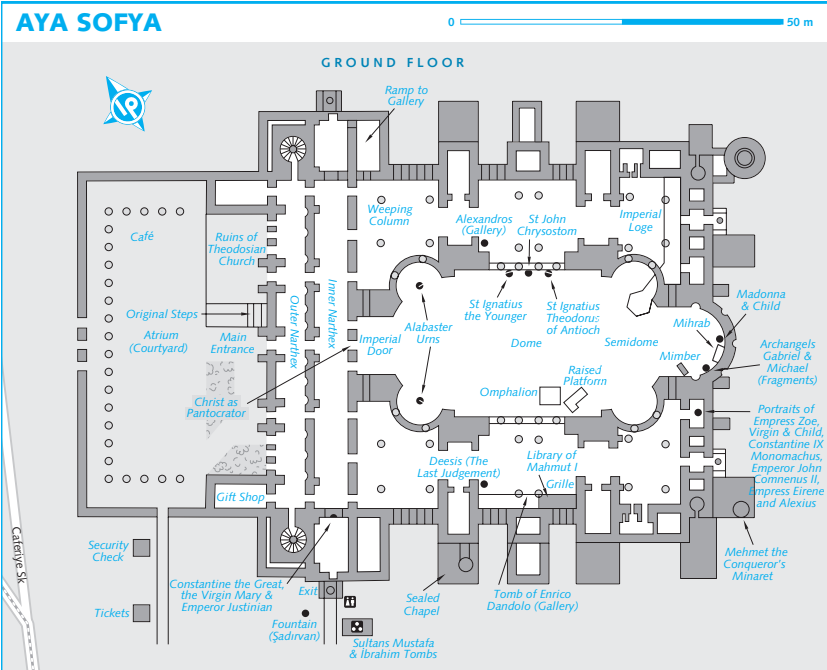 AYA SOFYA
0
50 m
GROUND FLOOR
Ramp to
Gallery
Weeping
Column
Alexandros
(Gallery)
St John
Chrysostom
Imperial
Loge
Café
Ruins of
Theodosian
Church
Original Steps
Atrium
(Courtyard)
Main
Entrance
Outer Narthex
Inner Narthex
Imperial
Door
Alabaster
Urns
St Ignatius
the Younger
St Ignatius
Theodorus
of Antioch
Dome
Semidome
Madonna
& Child
Mihrab
Mimber
Archangels
Gabriel &
Michael
(Fragments)
Raised
Platform
Omphalion
Christ as
Pantocrator
Portraits of
Empress Zoe,
Virgin & Child,
Constantine IX
Monomachus,
Emperor John
Comnenus II,
Empress Eirene
and Alexius
Deesis (The
Last Judgement)
Library of
Mahmut I
Grille
Gift Shop
Caferiye Sk
Security
Check
Tickets
Constantine the Great,
the Virgin Mary &
Emperor Justinian
Exit
Fountain
(Şadırvan)
Sultans Mustafa
& İbrahim Tombs
Sealed
Chapel
Tomb of Enrico
Dandolo (Gallery)
Mehmet the
Conqueror's
Minaret